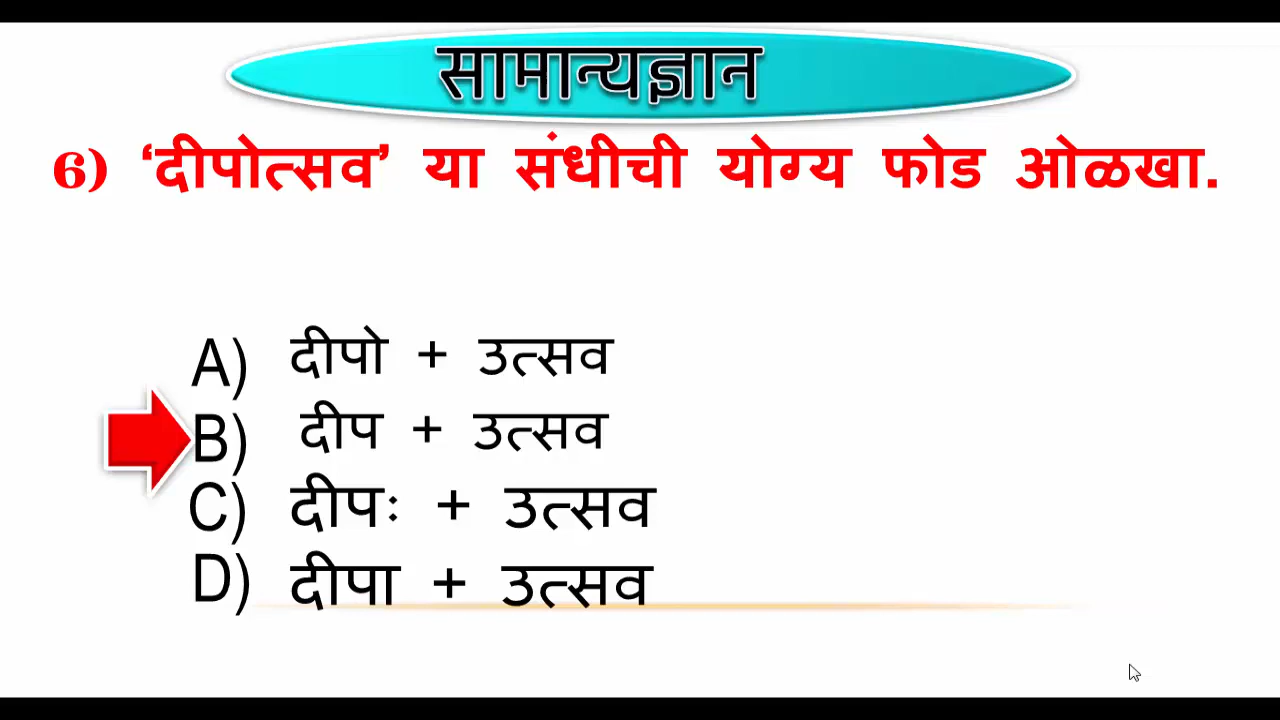 सामान्यज्ञान
6) ‘दीपोत्सव’ या संधीची योग्य फोड ओळखा.
A) दीपो + उत्सव
B) दीप + उत्सव
C) दीपः + उत्सव
D) दीपा + उत्सव